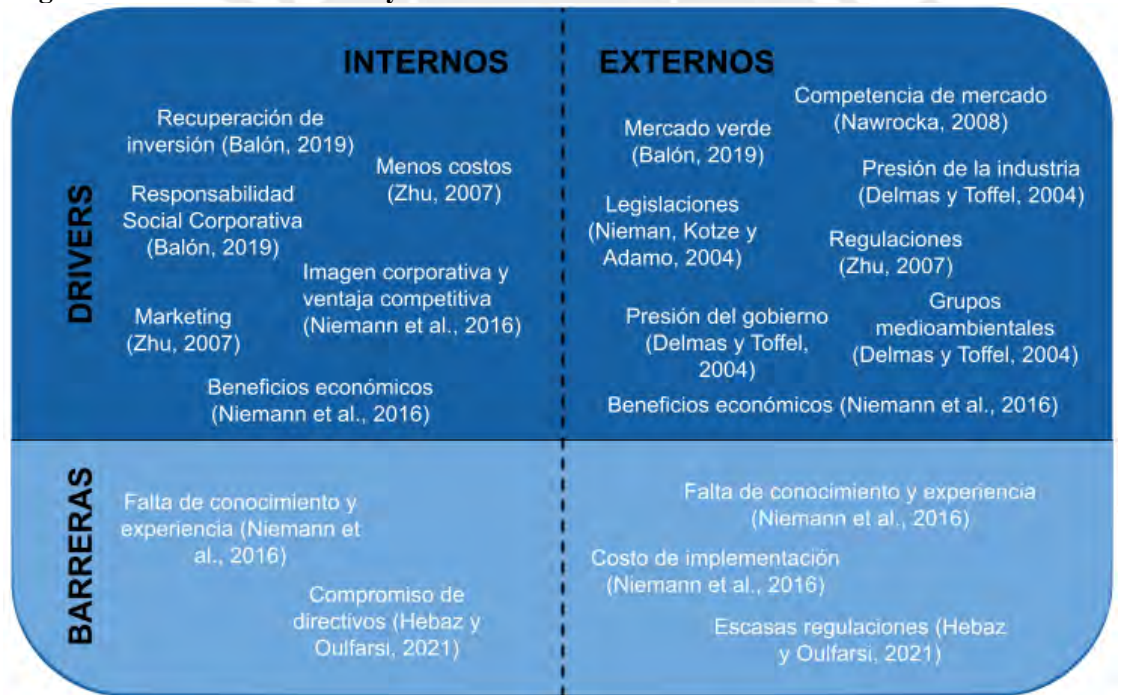 INTERNOS
EXTERNOS
DRIVERS
Recuperación de
inversión (Balón, 2019)
Menos costos
(Zhu, 2007)
Responsabilidad
Social Corporativa
(Balón, 2019)
Imagen corporativa y
ventaja competitiva
(Niemann et al., 2016)
Marketing
(Zhu, 2007)
Beneficios económicos
(Niemann et al., 2016)
Competencia de mercado
(Nawrocka, 2008)
Mercado verde
(Balón, 2019)
Presión de la industria
(Delmas y Toffel, 2004)
Legislaciones
(Nieman, Kotze y
Adamo, 2004)
Regulaciones
(Zhu, 2007)
Grupos
medioambientales
(Delmas y Toffel, 2004)
Presión del gobierno
(Delmas y Toffel,
2004)
Beneficios económicos (Niemann et al., 2016)
BARRERAS
Falta de conocimiento y
experiencia (Niemann et
al., 2016)
Compromiso de
directivos (Hebaz y
Oulfarsi, 2021)
Falta de conocimiento y experiencia
(Niemann et al., 2016)
Costo de implementación
(Niemann et al., 2016)
Escasas regulaciones (Hebaz
y Oulfarsi, 2021)